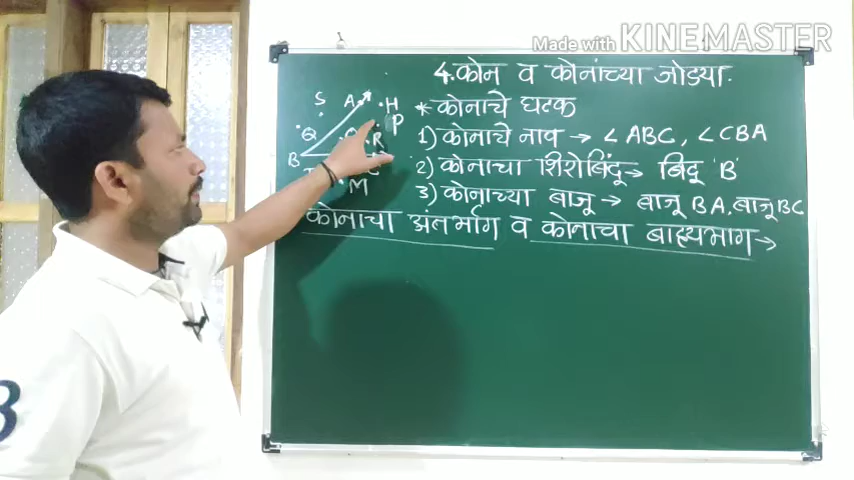 Made with KINEMASTER
4. कोन व कोनांच्या जोड्या.
* कोनाचे घटक
1) कोनाचे नाव → ∠ ABC, ∠ CBA
2) कोनाचा शिरोबिंदू → बिंदू 'B'
3) कोनाच्या बाजू → बाजू BA, बाजू BC
कोनाचा अंतर्भाग व कोनाचा बाह्यभाग →
S
A
H
P
Q
R
B
M